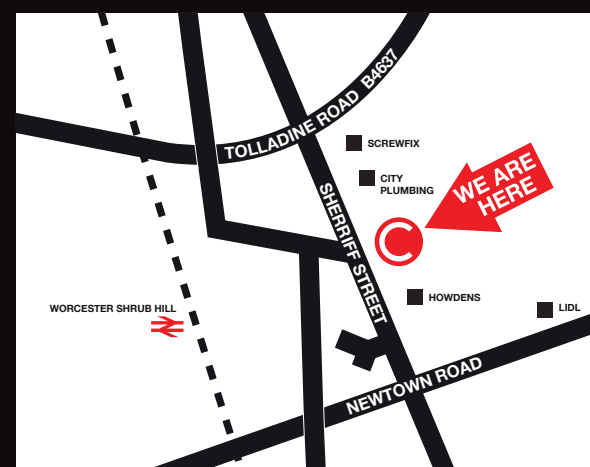 TOLLADINE ROAD B4637
SCREWFIX
CITY
PLUMBING
WE ARE
HERE
C
SHERRIFF STREET
HOWDENS
LIDL
WORCESTER SHRUB HILL
NEWTOWN ROAD